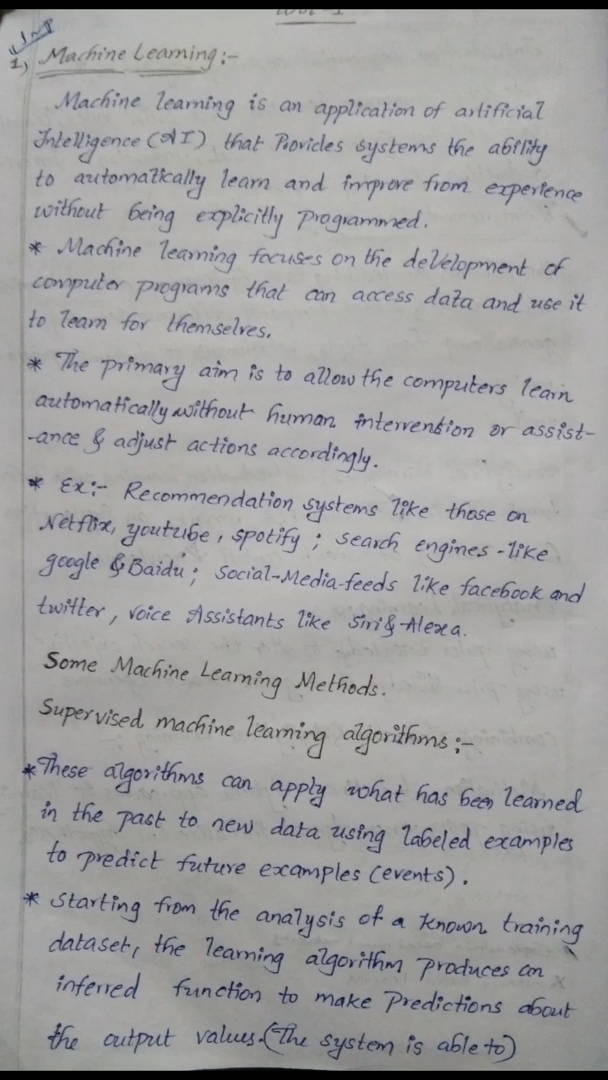 Unit-1
Imp
1) Machine Learning:-
Machine learning is an application of artificial
Intelligence (AI) that Provides systems the ability
to automatically learn and improve from experience
without being explicitly programmed.
* Machine learning focuses on the development of
computer programs that can access data and use it
to learn for themselves.
* The primary aim is to allow the computers learn
automatically without human intervention or assist-
-ance & adjust actions accordingly.
* Ex:- Recommendation systems like those on
Netflix, youtube, spotify; search engines -like
google & Baidu; Social-Media-feeds like facebook and
twitter, voice Assistants like Siri & Alexa.
Some Machine Learning Methods.
Supervised machine learning algorithms:-
* These algorithms can apply what has been learned
in the past to new data using labeled examples
to predict future examples (events).
* Starting from the analysis of a known training
dataset, the learning algorithm produces an
inferred function to make predictions about
the output values. (The system is able to)